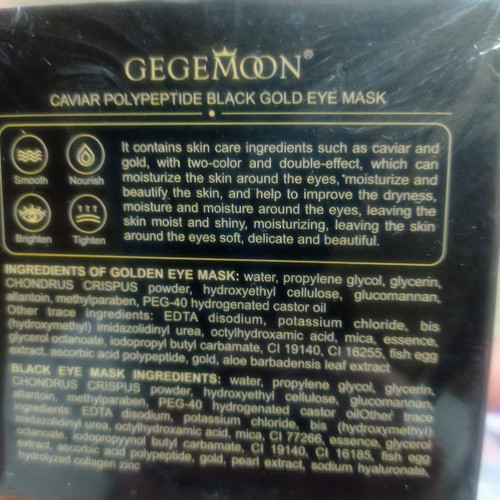 GEGEMOON®
CAVIAR POLYPEPTIDE BLACK GOLD EYE MASK
Smooth
Nourish
Brighten
Tighten
It contains skin care ingredients such as caviar and
gold, with two-color and double-effect, which can
moisturize the skin around the eyes, moisturize and
beautify the skin, and help to improve the dryness,
moisture and moisture around the eyes, leaving the
skin moist and shiny, moisturizing, leaving the skin
around the eyes soft, delicate and beautiful.
INGREDIENTS OF GOLDEN EYE MASK: water, propylene glycol, glycerin,
CHONDRUS CRISPUS powder, hydroxyethyl cellulose, glucomannan,
allantoin, methylparaben, PEG-40 hydrogenated castor oil
Other trace ingredients: EDTA disodium, potassium chloride, bis
(hydroxymethyl) imidazolidinyl urea, octylhydroxamic acid, mica, essence,
glycerol octanoate, iodopropyl butyl carbamate, CI 19140, CI 16255, fish egg
extract, ascorbic acid polypeptide, gold, aloe barbadensis leaf extract
BLACK EYE MASK INGREDIENTS: water, propylene glycol, glycerin,
CHONDRUS CRISPUS powder, hydroxyethyl cellulose, glucomannan,
allantoin, methylparaben, PEG-40 hydrogenated castor oilOther trace
ingredients: EDTA disodium, potassium chloride, bis (hydroxymethyl)
imidazolidinyl urea, octylhydroxamic acid, mica, CI 77266, essence, glycerol
octanoate, iodopropynyl butyl carbamate, CI 19140, CI 16185, fish egg
extract, ascorbic acid polypeptide, gold, pearl extract, sodium hyaluronate,
hydrolyzed collagen zinc